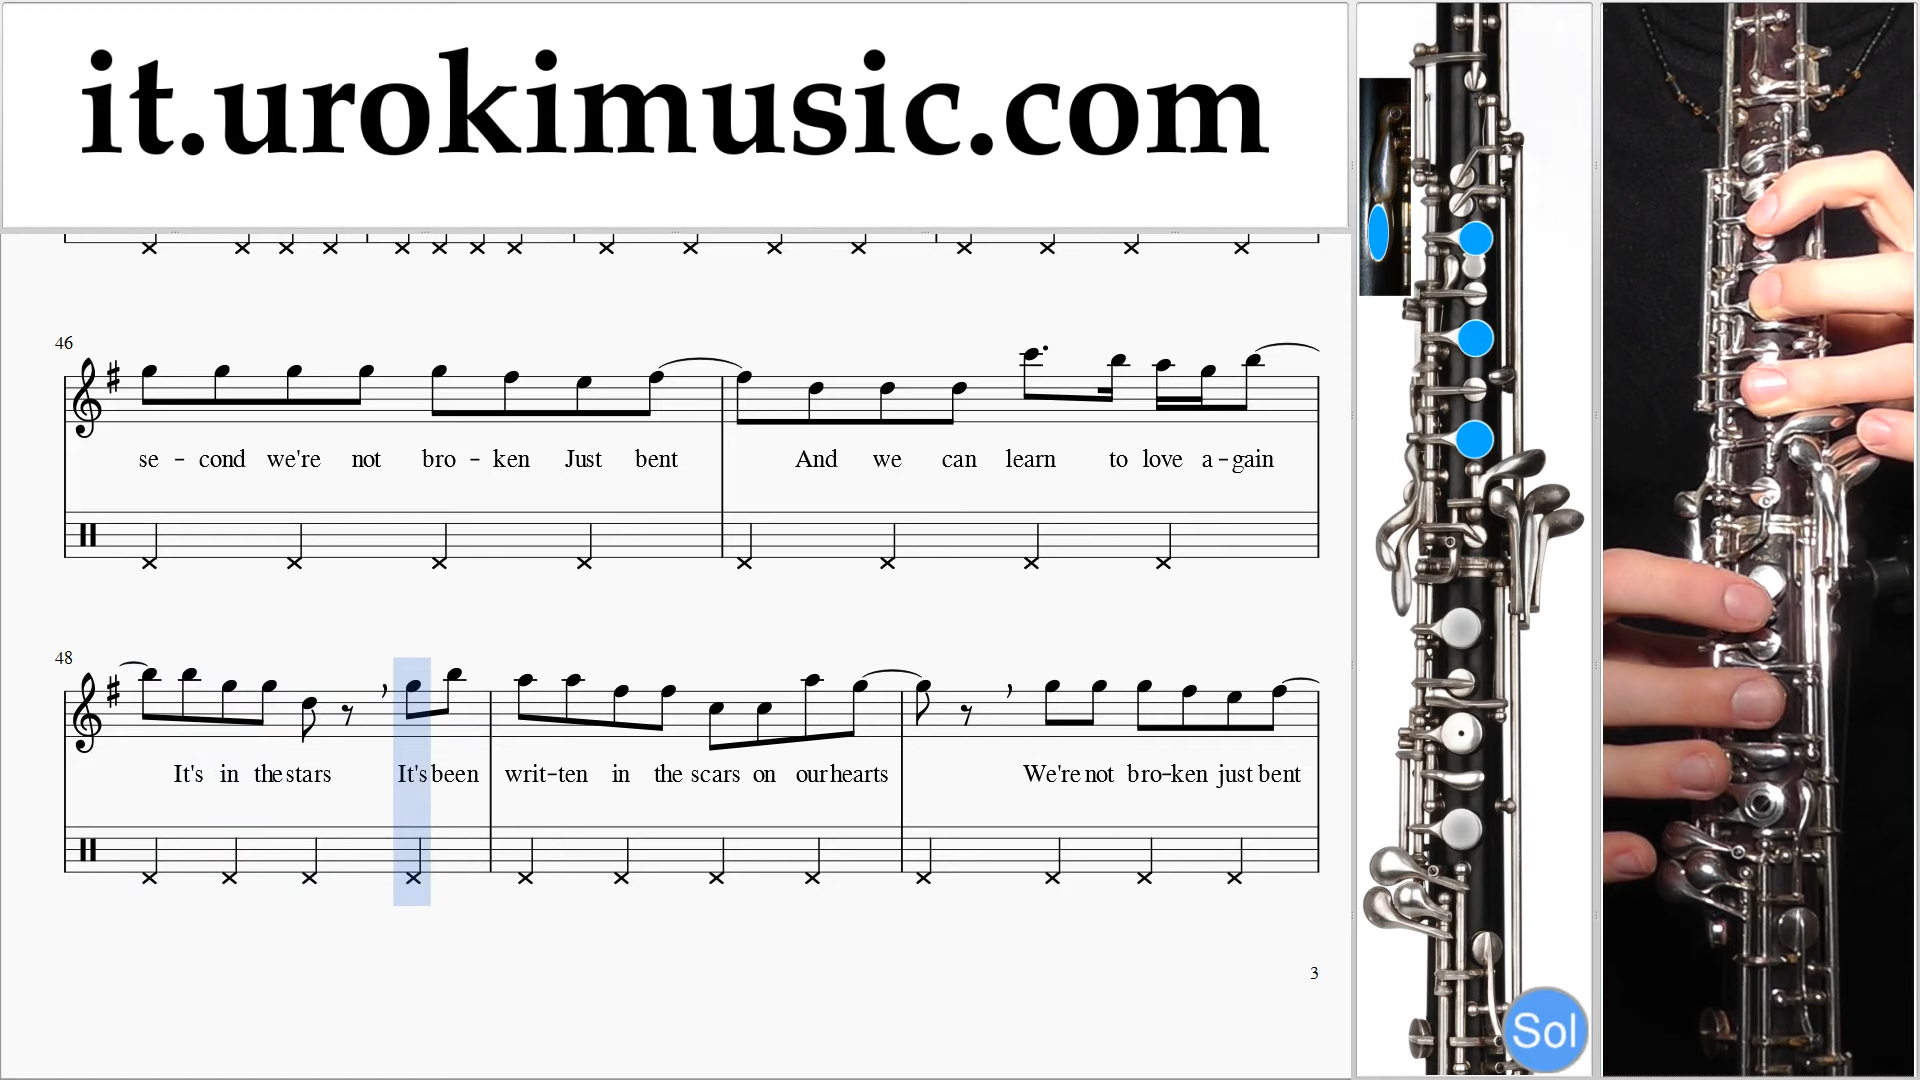 it.urokimusic.com
46
se - cond we're not bro - ken Just bent And we can learn to love a - gain
48
It's in the stars It's been writ-ten in the scars on our hearts We're not bro-ken just bent
3
Sol